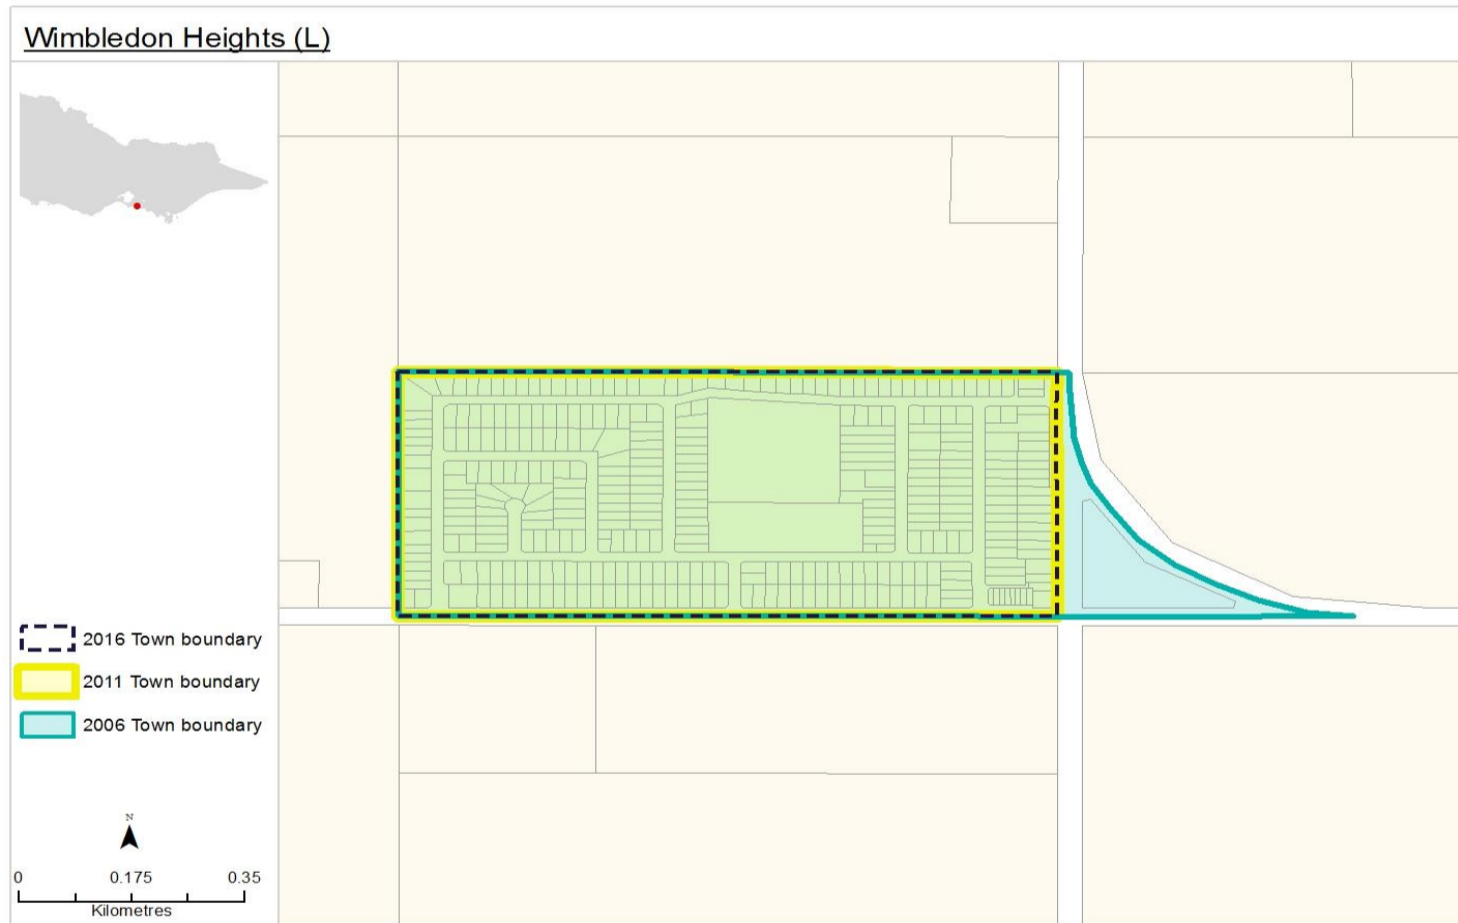 Wimbledon Heights (L)
2016 Town boundary
2011 Town boundary
2006 Town boundary
N
0 0.175 0.35
Kilometres